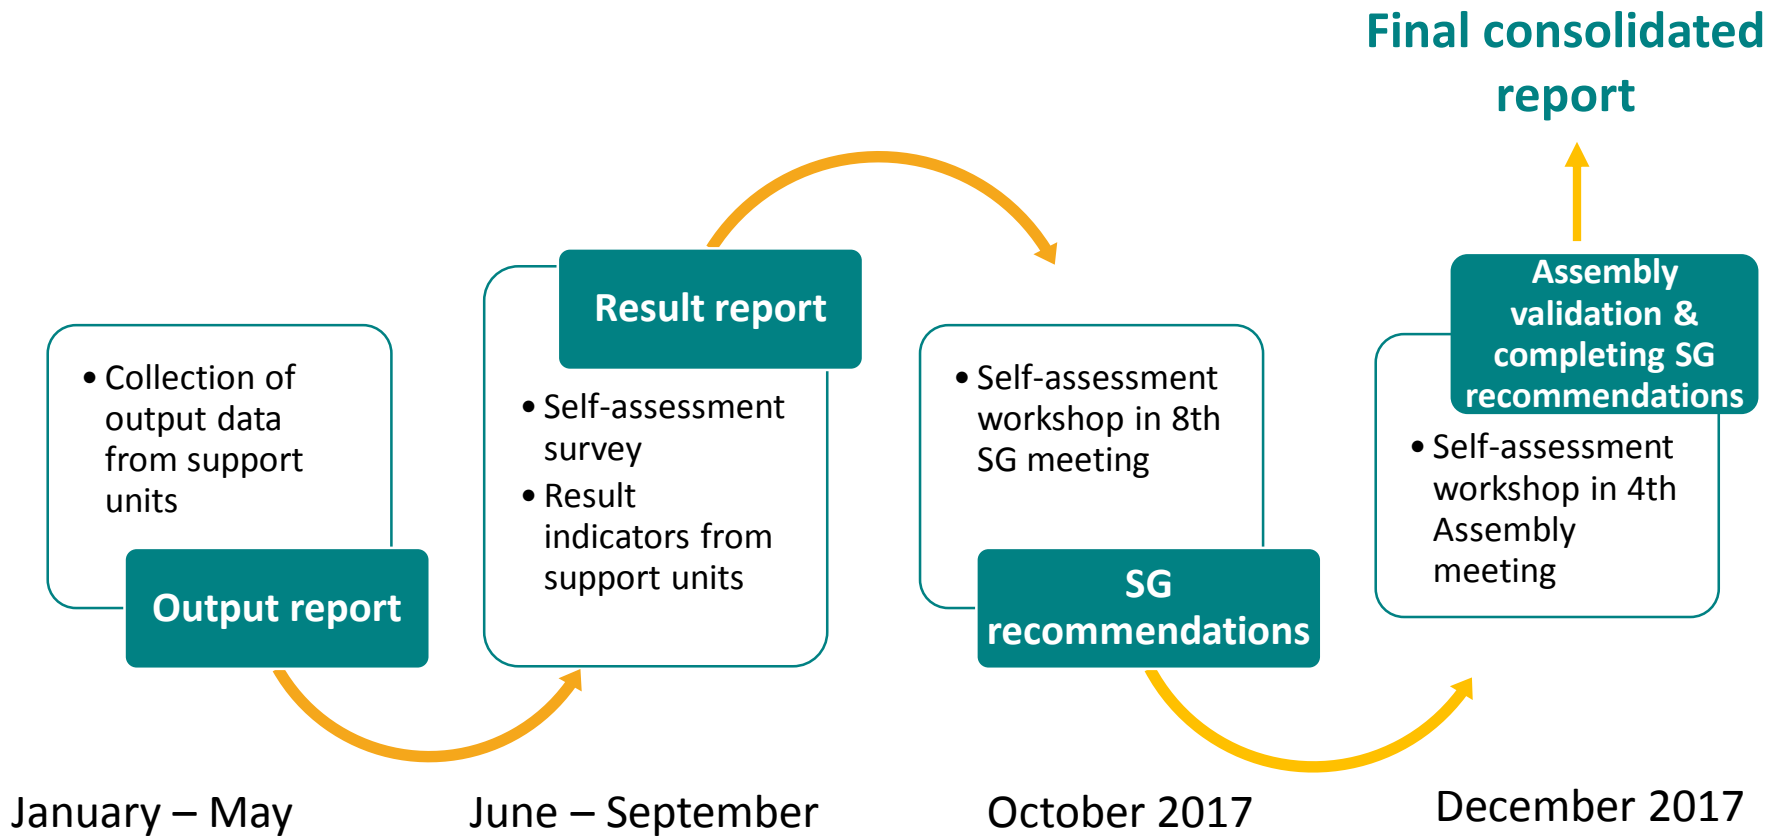 Final consolidated
report
• Collection of
output data
from support
units
Output report
Result report
• Self-assessment
survey
• Result
indicators from
support units
• Self-assessment
workshop in 8th
SG meeting
SG
recommendations
Assembly
validation &
completing SG
recommendations
• Self-assessment
workshop in 4th
Assembly
meeting
January – May
June – September
October 2017
December 2017